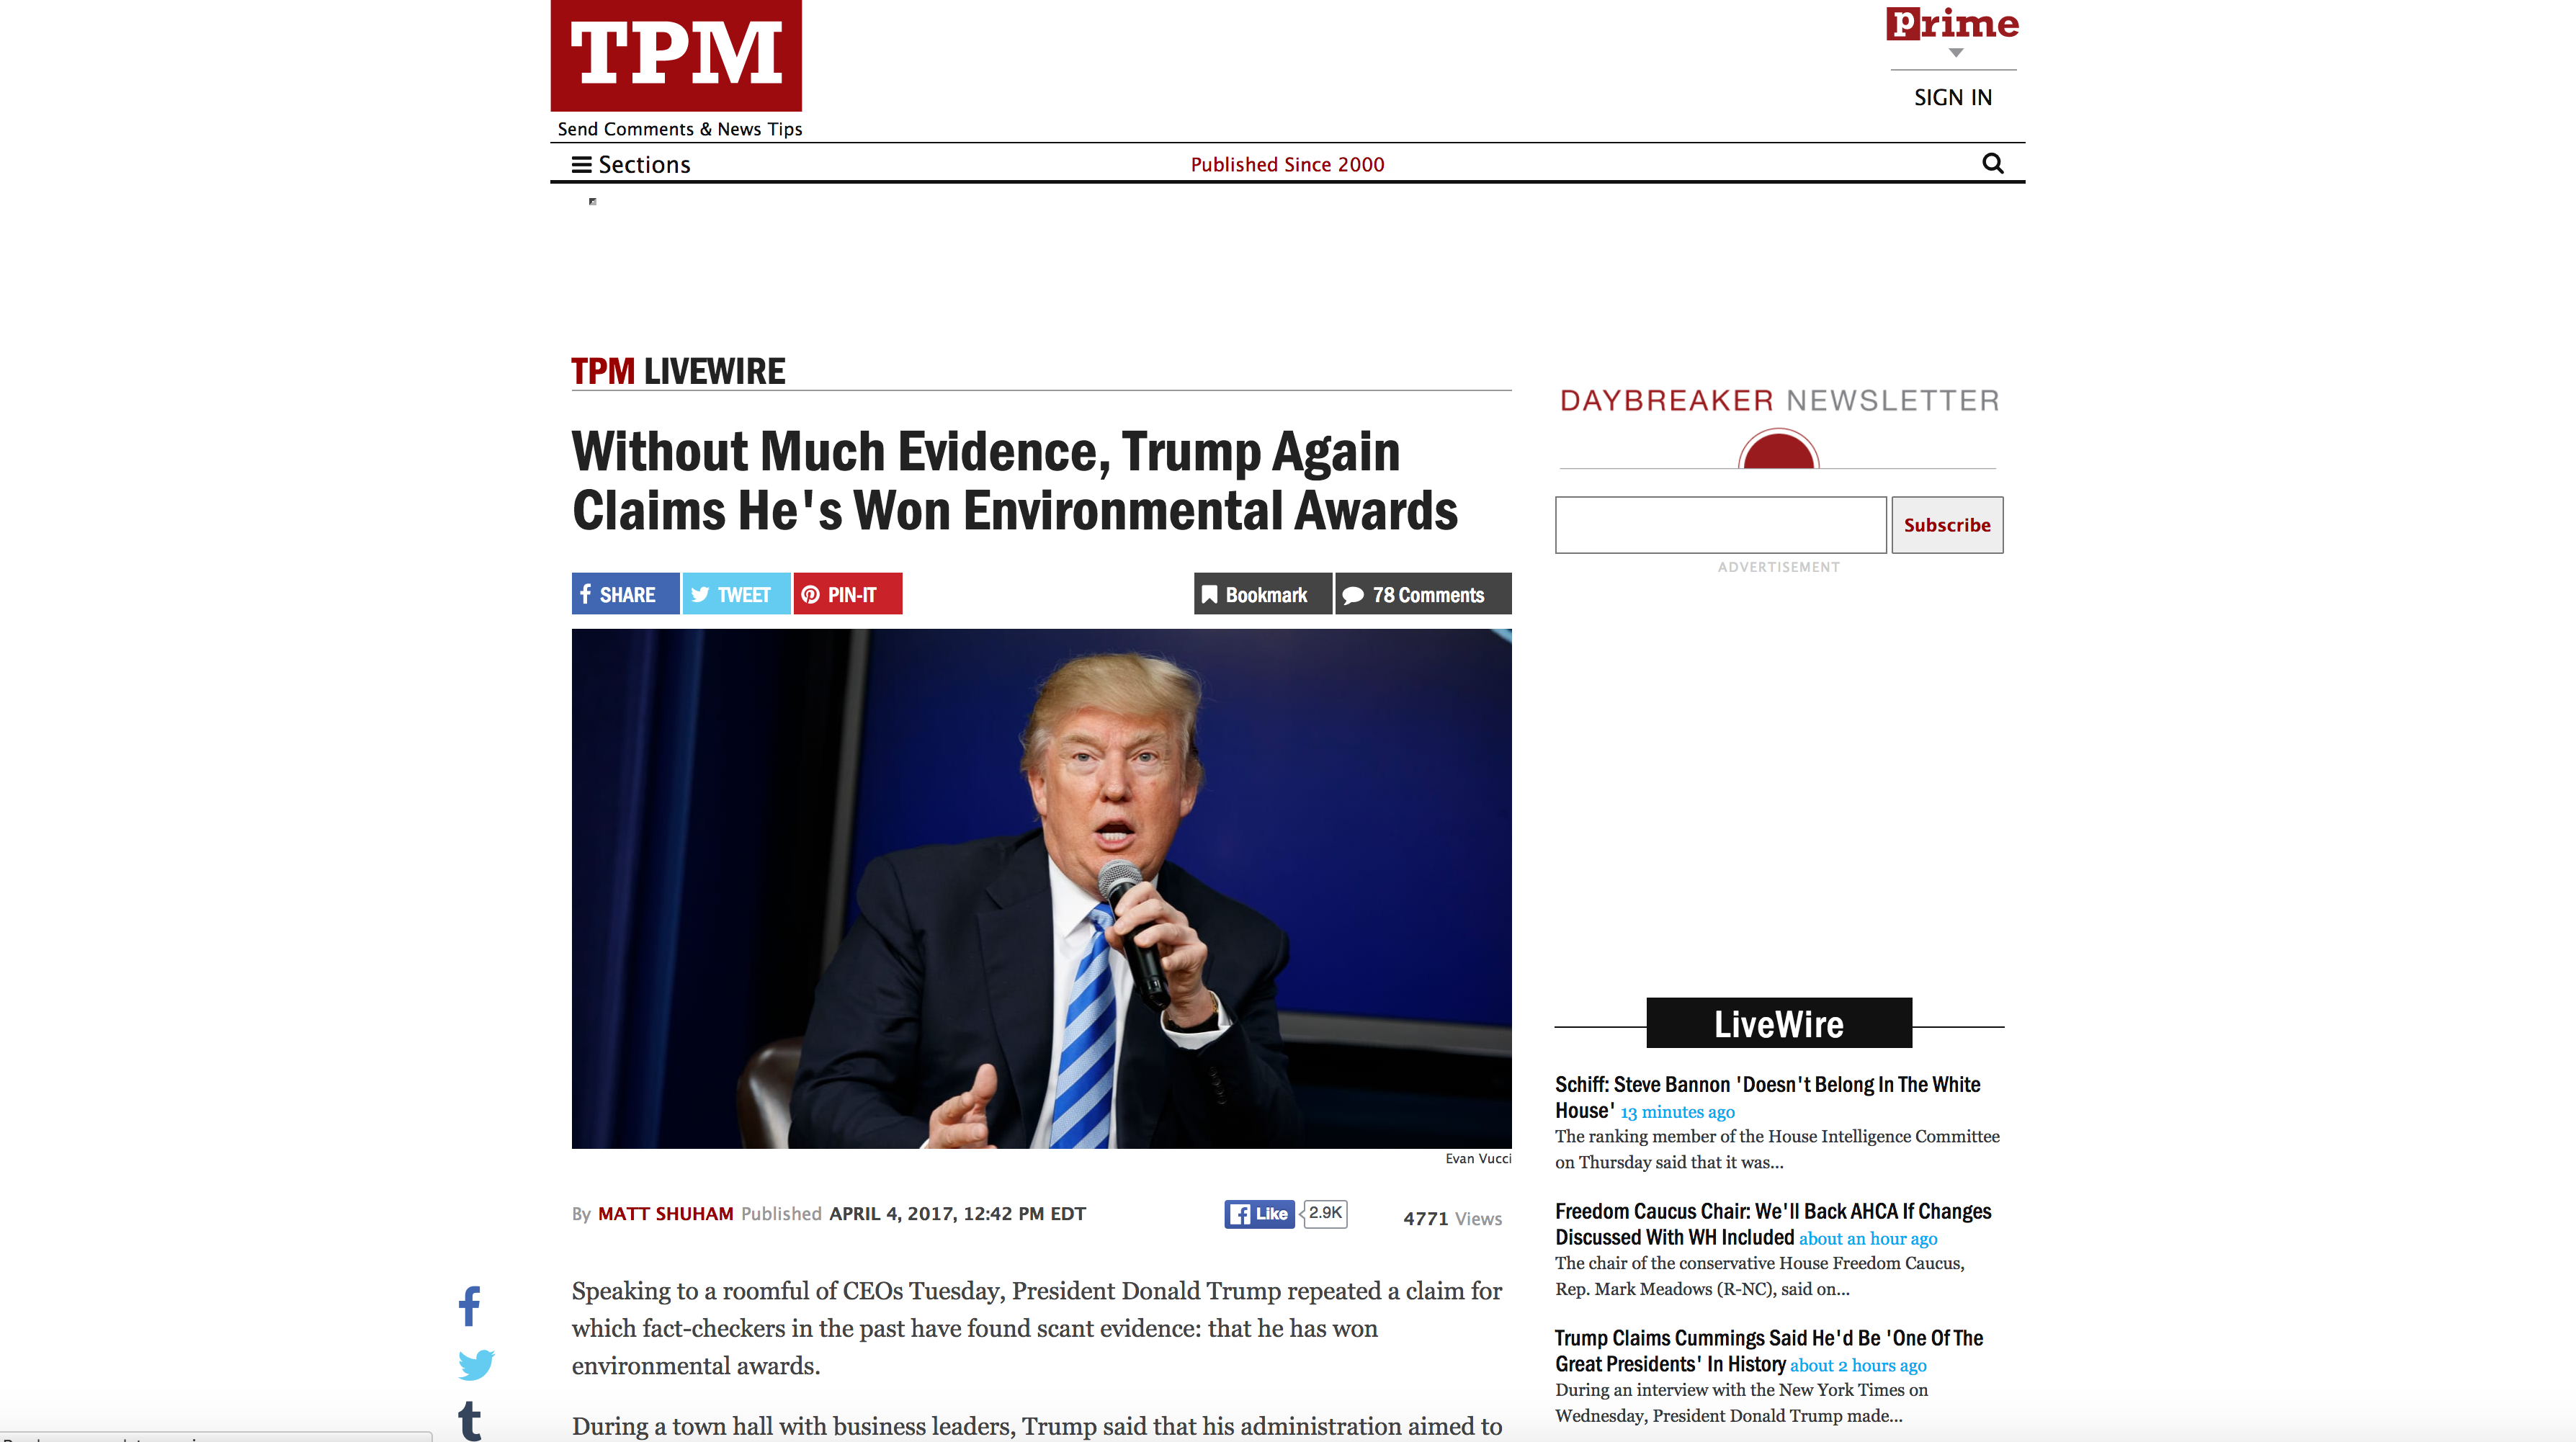 TPM
prime
SIGN IN
Send Comments & News Tips
Sections
Published Since 2000
TPM LIVEWIRE
Without Much Evidence, Trump Again
Claims He's Won Environmental Awards
SHARE
TWEET
PIN-IT
Bookmark
78 Comments
Evan Vucci
By MATT SHUHAM Published APRIL 4, 2017, 12:42 PM EDT
Like
2.9K
4771 Views
Speaking to a roomful of CEOs Tuesday, President Donald Trump repeated a claim for
which fact-checkers in the past have found scant evidence: that he has won
environmental awards.
During a town hall with business leaders, Trump said that his administration aimed to
DAYBREAKER NEWSLETTER
Subscribe
ADVERTISEMENT
LiveWire
Schiff: Steve Bannon 'Doesn't Belong In The White
House' 13 minutes ago
The ranking member of the House Intelligence Committee
on Thursday said that it was...
Freedom Caucus Chair: We'll Back AHCA If Changes
Discussed With WH Included about an hour ago
The chair of the conservative House Freedom Caucus,
Rep. Mark Meadows (R-NC), said on...
Trump Claims Cummings Said He'd Be 'One Of The
Great Presidents' In History about 2 hours ago
During an interview with the New York Times on
Wednesday, President Donald Trump made...